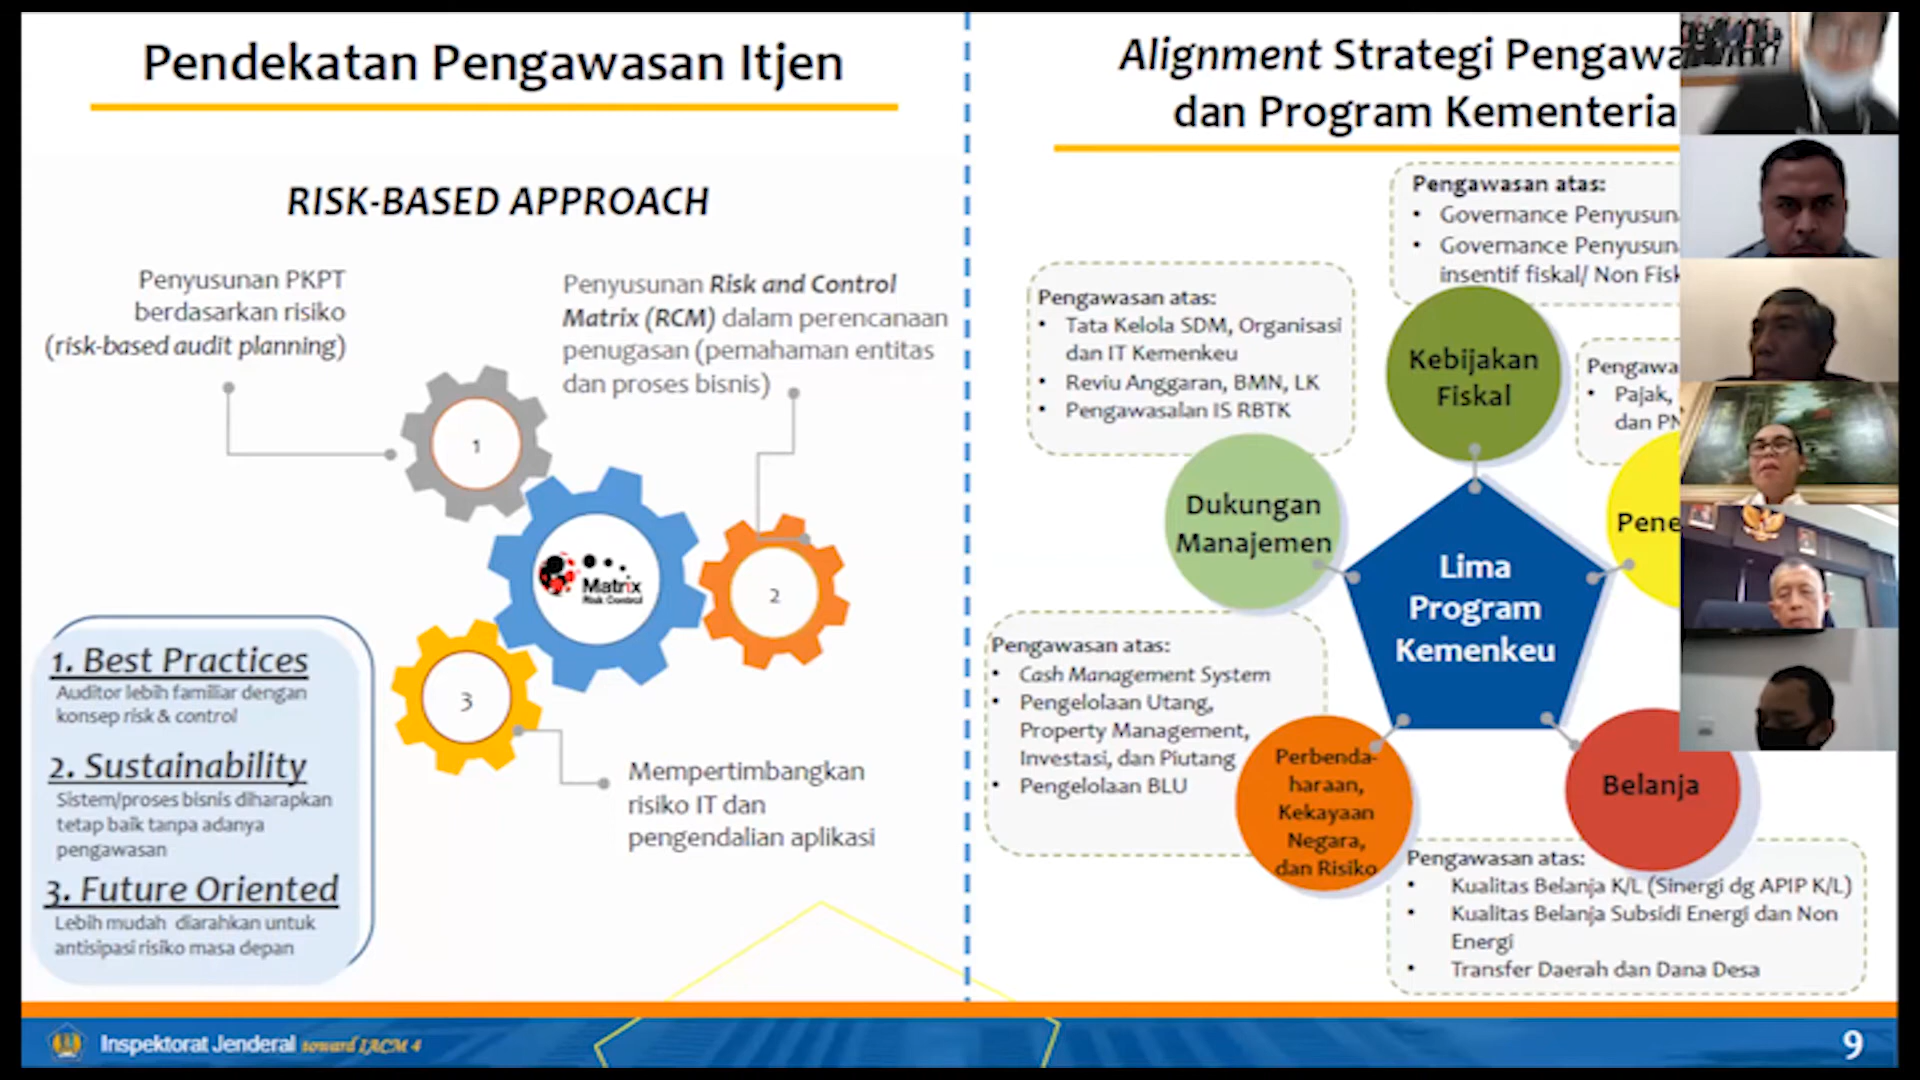 Pendekatan Pengawasan Itjen
RISK-BASED APPROACH
Penyusunan PKPT
berdasarkan risiko
(risk-based audit planning)
Penyusunan Risk and Control
Matrix (RCM) dalam perencanaan
penugasan (pemahaman entitas
dan proses bisnis)
1
2
3
Matrix
Risk Control
Mempertimbangkan
risiko IT dan
pengendalian aplikasi
1. Best Practices
Auditor lebih familiar dengan
konsep risk & control
2. Sustainability
Sistem/proses bisnis diharapkan
tetap baik tanpa adanya
pengawasan
3. Future Oriented
Lebih mudah diarahkan untuk
antisipasi risiko masa depan
Alignment Strategi Pengawa
dan Program Kementeria
Pengawasan atas:
• Governance Penyusun
• Governance Penyusun
insentif fiskal/ Non Fisk
Pengawasan atas:
• Tata Kelola SDM, Organisasi
dan IT Kemenkeu
• Reviu Anggaran, BMN, LK
• Pengawasalan IS RBTK
Kebijakan
Fiskal
Pengawa
• Pajak,
dan PN
Dukungan
Manajemen
Pene
Lima
Program
Kemenkeu
Pengawasan atas:
• Cash Management System
• Pengelolaan Utang,
Property Management,
Investasi, dan Piutang
• Pengelolaan BLU
Perbenda-
haraan,
Kekayaan
Negara,
dan Risiko
Belanja
Pengawasan atas:
• Kualitas Belanja K/L (Sinergi dg APIP K/L)
• Kualitas Belanja Subsidi Energi dan Non
Energi
• Transfer Daerah dan Dana Desa
Inspektorat Jenderal toward IACM 4
9